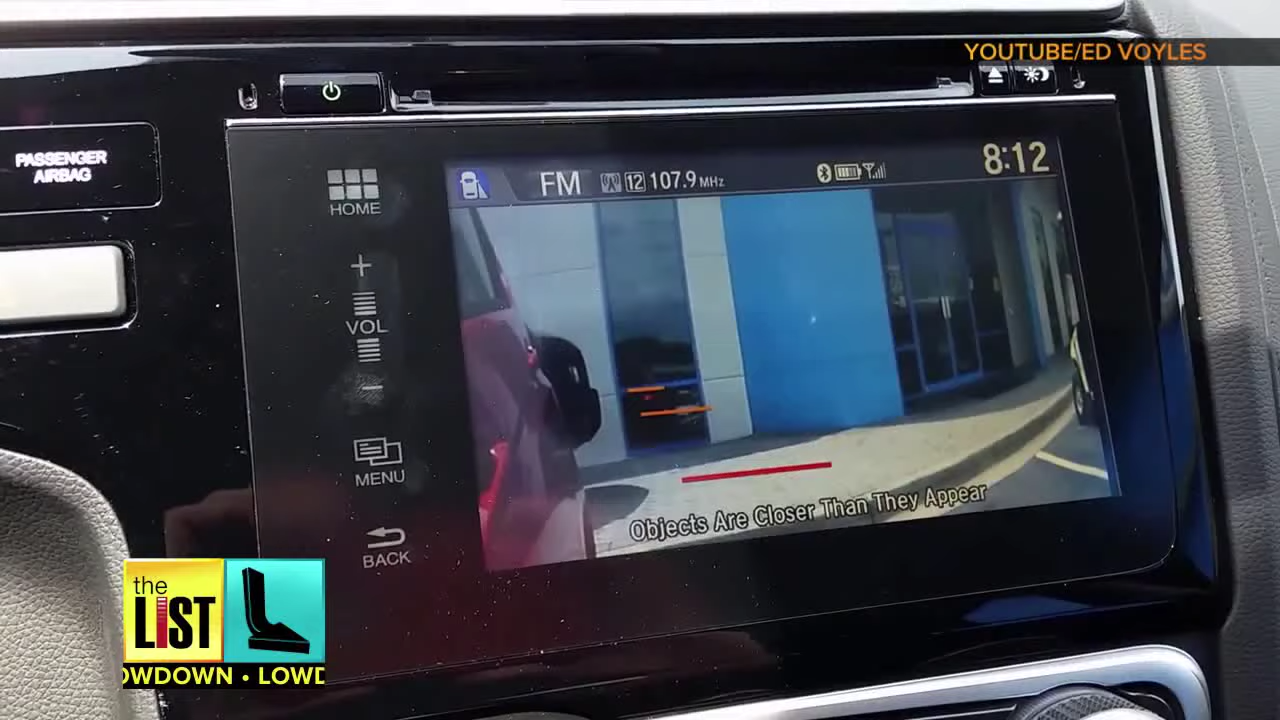 YOUTUBE/ED VOYLES
PASSENGER
AIRBAG
HOME
FM 12 107.9 MHz
8:12
+
VOL
−
MENU
BACK
Objects Are Closer Than They Appear
the
LIST
OWDOWN • LOWD